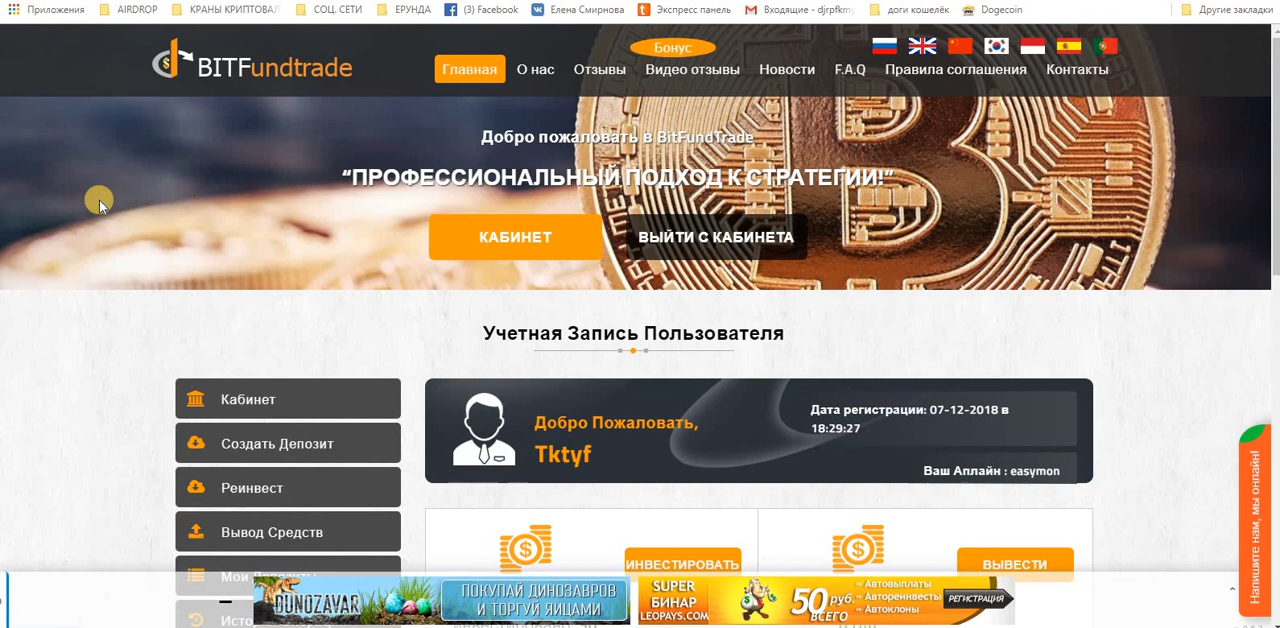 Приложения AIRDROP КРАНЫ КРИПТОВАЛ СОЦ. СЕТИ ЕРУНДА (3) Facebook Елена Смирнова Экспресс панель Входящие - djrpfkmy доги кошелёк Dogecoin Другие закладки
BITFundtrade
Бонус
Главная О нас Отзывы Видео отзывы Новости F.A.Q Правила соглашения Контакты
Добро пожаловать в BitFundTrade
“ПРОФЕССИОНАЛЬНЫЙ ПОДХОД К СТРАТЕГИИ!”
КАБИНЕТ ВЫЙТИ С КАБИНЕТА
Учетная Запись Пользователя
Кабинет
Создать Депозит
Реинвест
Вывод Средств
Мои Депозиты
Добро Пожаловать,
Tktyf
Дата регистрации: 07-12-2018 в
18:29:27
Ваш Аплайн : easymon
ИНВЕСТИРОВАТЬ
ВЫВЕСТИ
Напишите нам, мы онлайн!
DUNOZAVAR
ПОКУПАЙ ДИНОЗАВРОВ
И ТОРГУЙ ЯЙЦАМИ
SUPER
БИНАР
LEOPAYS.COM
50 руб.
ВСЕГО
Автовыплаты
Автореинвесты
Автоклоны
РЕГИСТРАЦИЯ